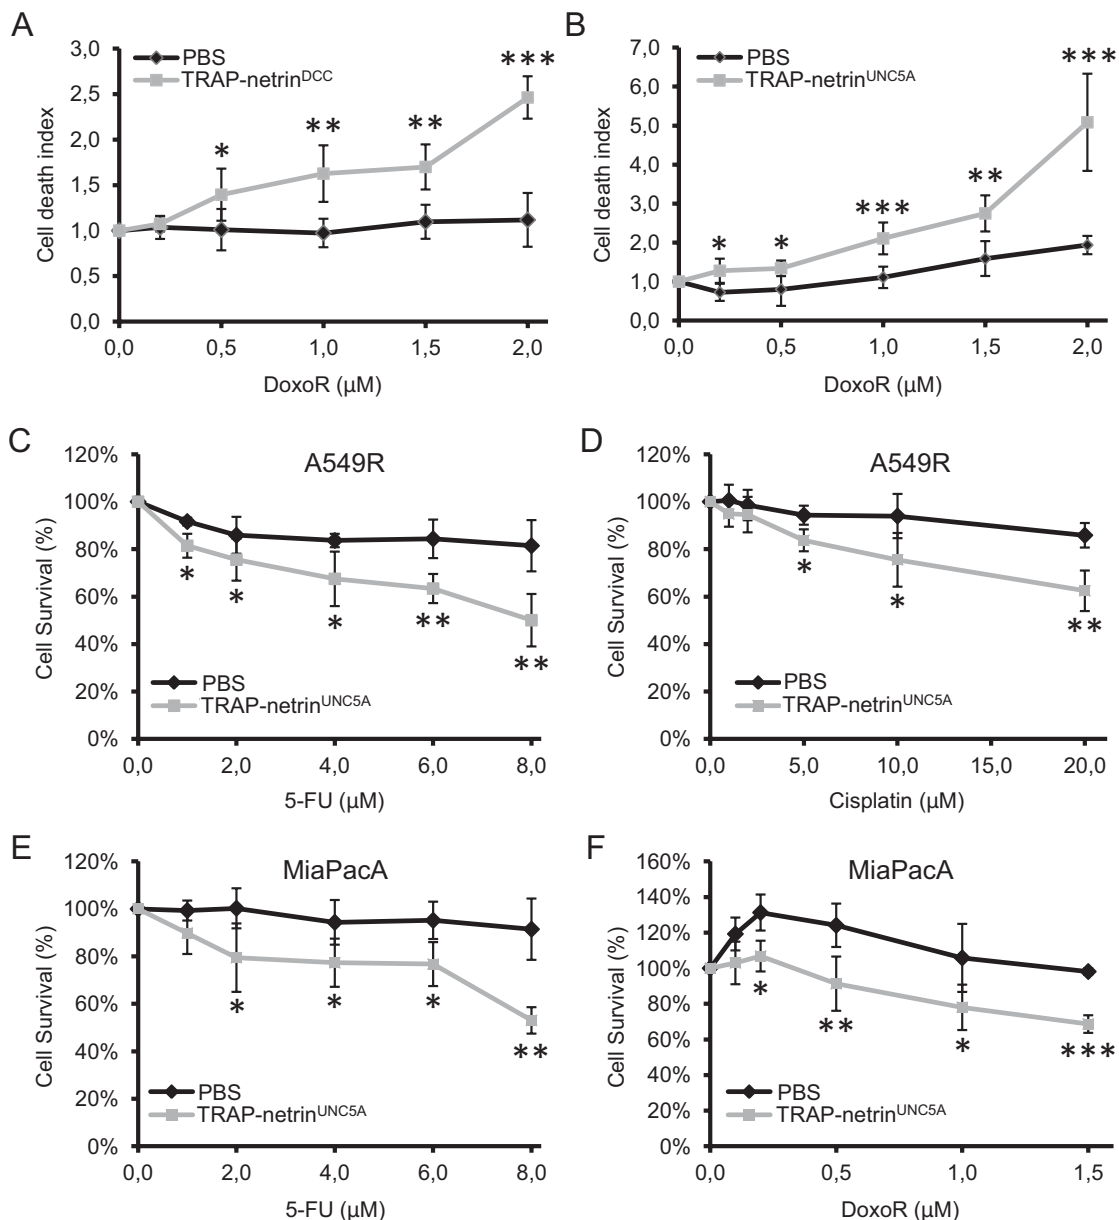 A
3,0
2,5
2,0
1,5
1,0
0,5
0,0
Cell death index
PBS
TRAP-netrinDCC
*
**
**
***
0,0 0,5 1,0 1,5 2,0
DoxoR (µM)
B
7,0
6,0
5,0
4,0
3,0
2,0
1,0
0,0
Cell death index
PBS
TRAP-netrinUNC5A
*
*
***
**
***
0,0 0,5 1,0 1,5 2,0
DoxoR (µM)
C
A549R
120%
100%
80%
60%
40%
20%
0%
Cell Survival (%)
*
*
*
**
**
PBS
TRAP-netrinUNC5A
0,0 2,0 4,0 6,0 8,0
5-FU (µM)
D
A549R
120%
100%
80%
60%
40%
20%
0%
Cell Survival (%)
*
*
**
PBS
TRAP-netrinUNC5A
0,0 5,0 10,0 15,0 20,0
Cisplatin (µM)
E
MiaPacA
120%
100%
80%
60%
40%
20%
0%
Cell Survival (%)
*
*
*
**
PBS
TRAP-netrinUNC5A
0,0 2,0 4,0 6,0 8,0
5-FU (µM)
F
MiaPacA
160%
140%
120%
100%
80%
60%
40%
20%
0%
Cell Survival (%)
*
**
*
***
PBS
TRAP-netrinUNC5A
0,0 0,5 1,0 1,5
DoxoR (µM)